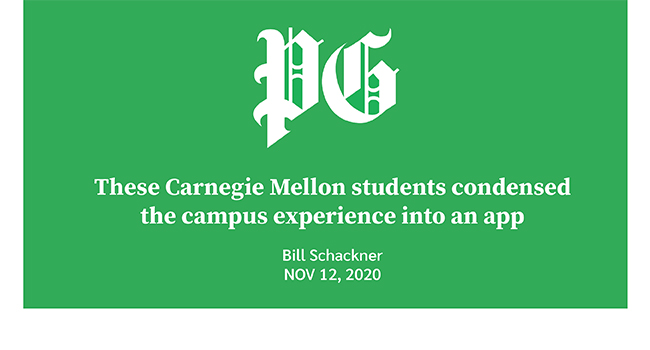 PG
These Carnegie Mellon students condensed
the campus experience into an app
Bill Schackner
NOV 12, 2020